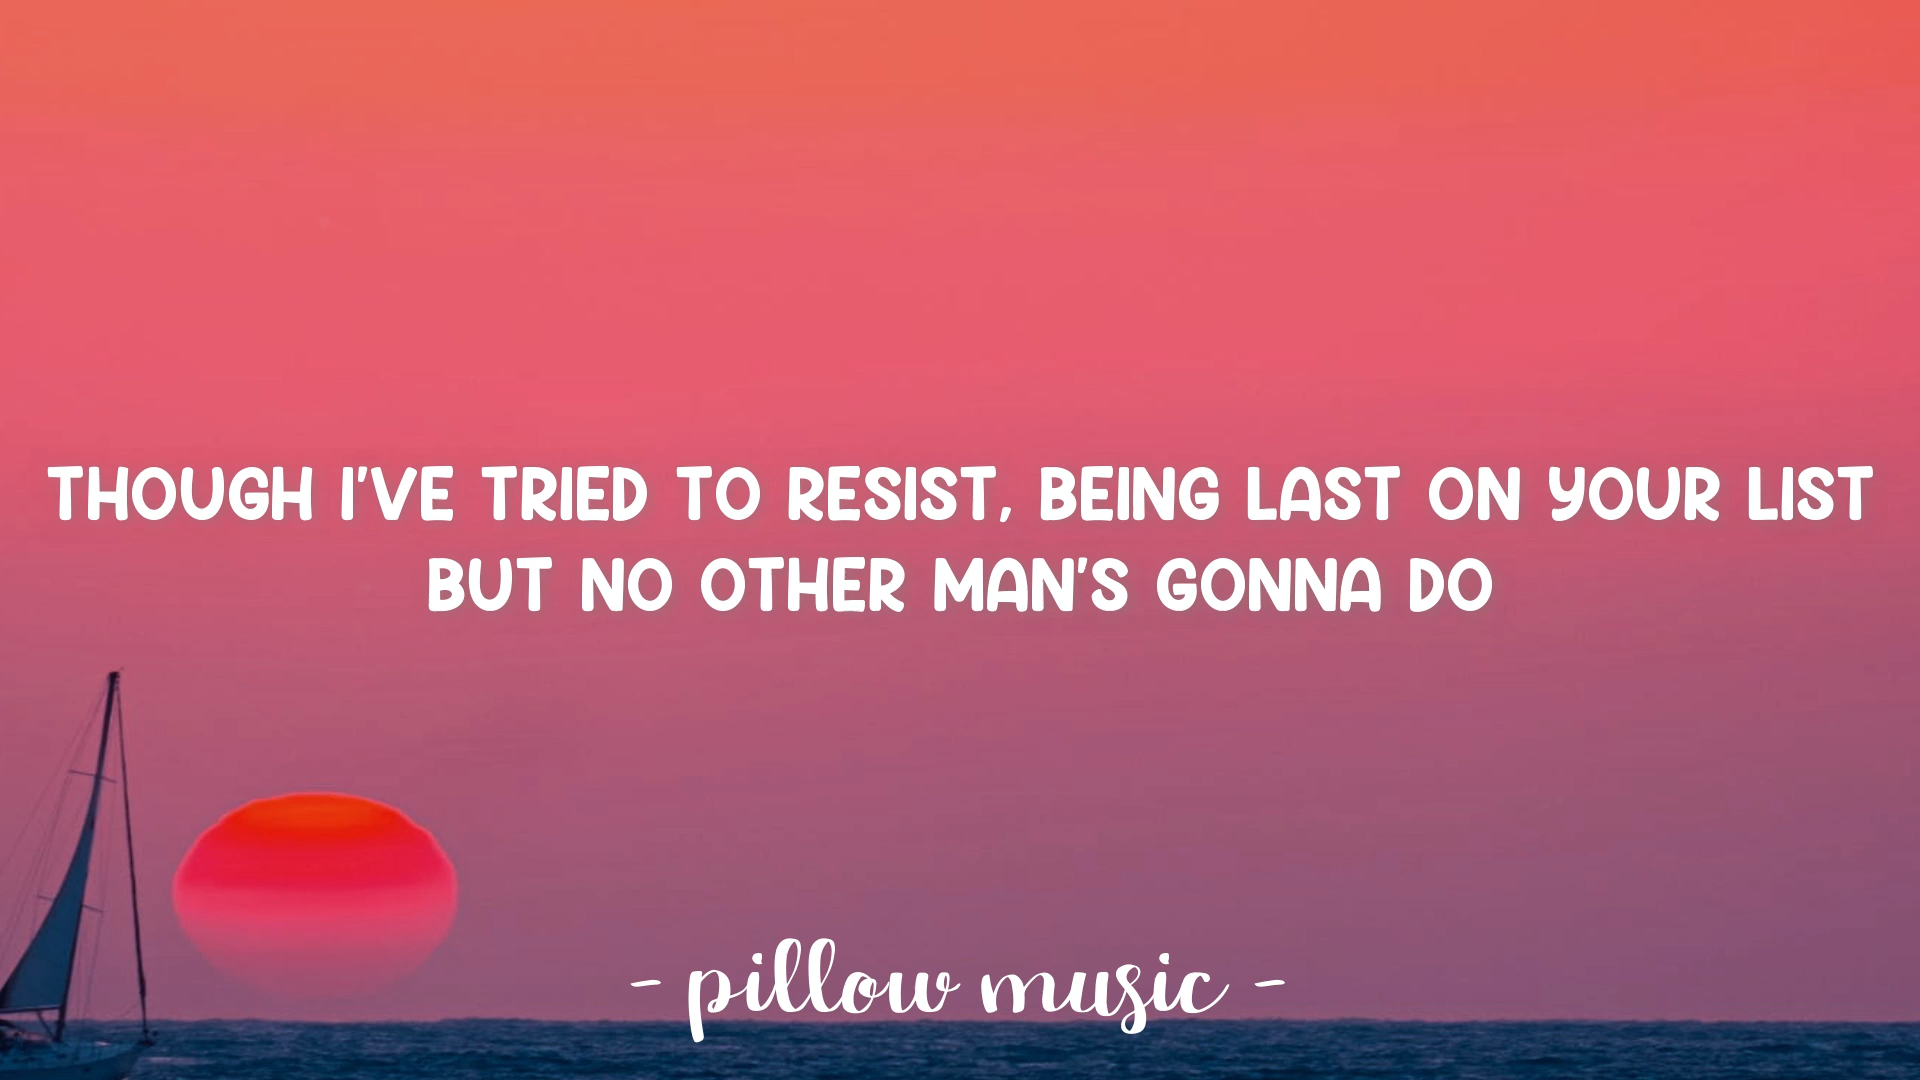 THOUGH I'VE TRIED TO RESIST, BEING LAST ON YOUR LIST
BUT NO OTHER MAN'S GONNA DO
- pillow music -